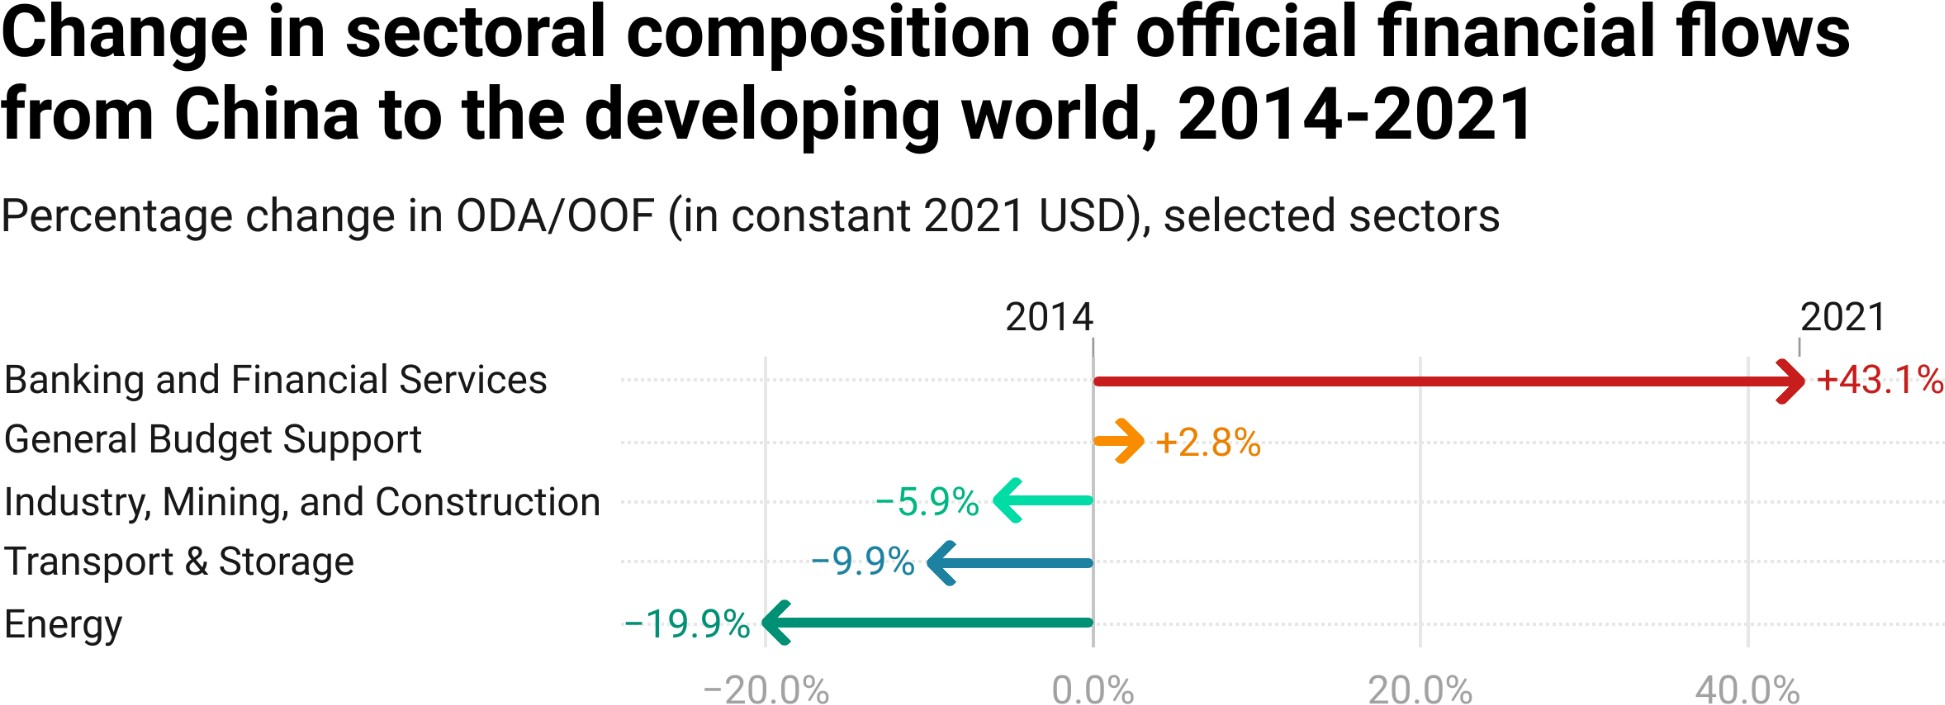 Change in sectoral composition of official financial flows
from China to the developing world, 2014-2021
Percentage change in ODA/OOF (in constant 2021 USD), selected sectors
2014 2021
Banking and Financial Services +43.1%
General Budget Support +2.8%
Industry, Mining, and Construction −5.9%
Transport & Storage −9.9%
Energy −19.9%
−20.0% 0.0% 20.0% 40.0%